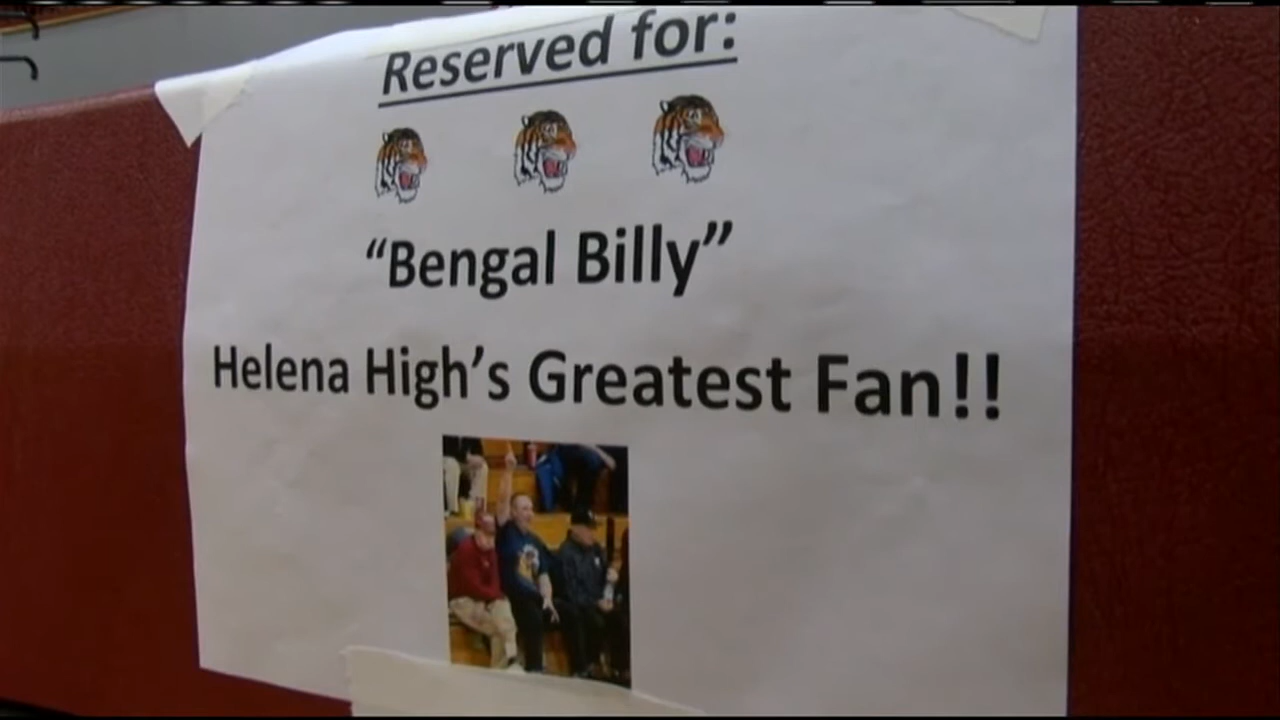 Reserved for:
“Bengal Billy”
Helena High’s Greatest Fan!!